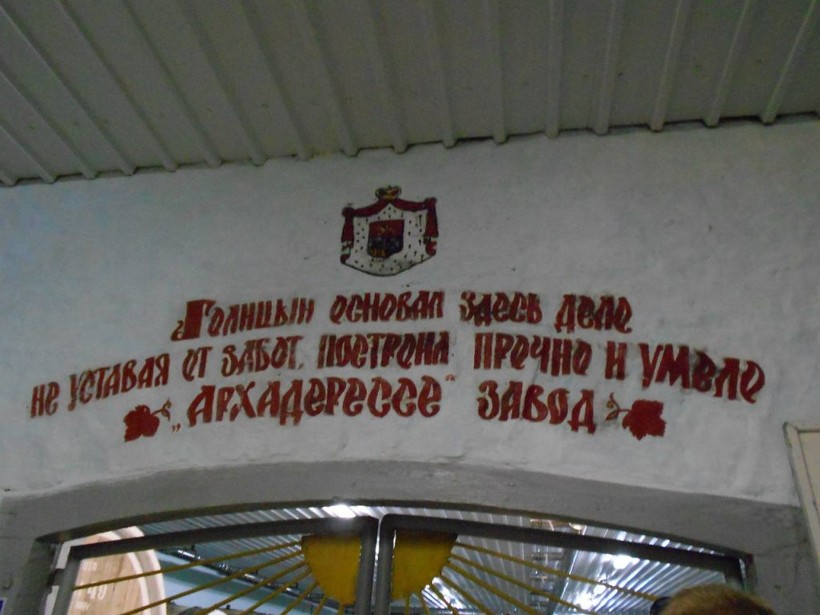 Голицын основал здесь дело
не уставая от забот, построил прочно и умело
„Архадерессе" завод